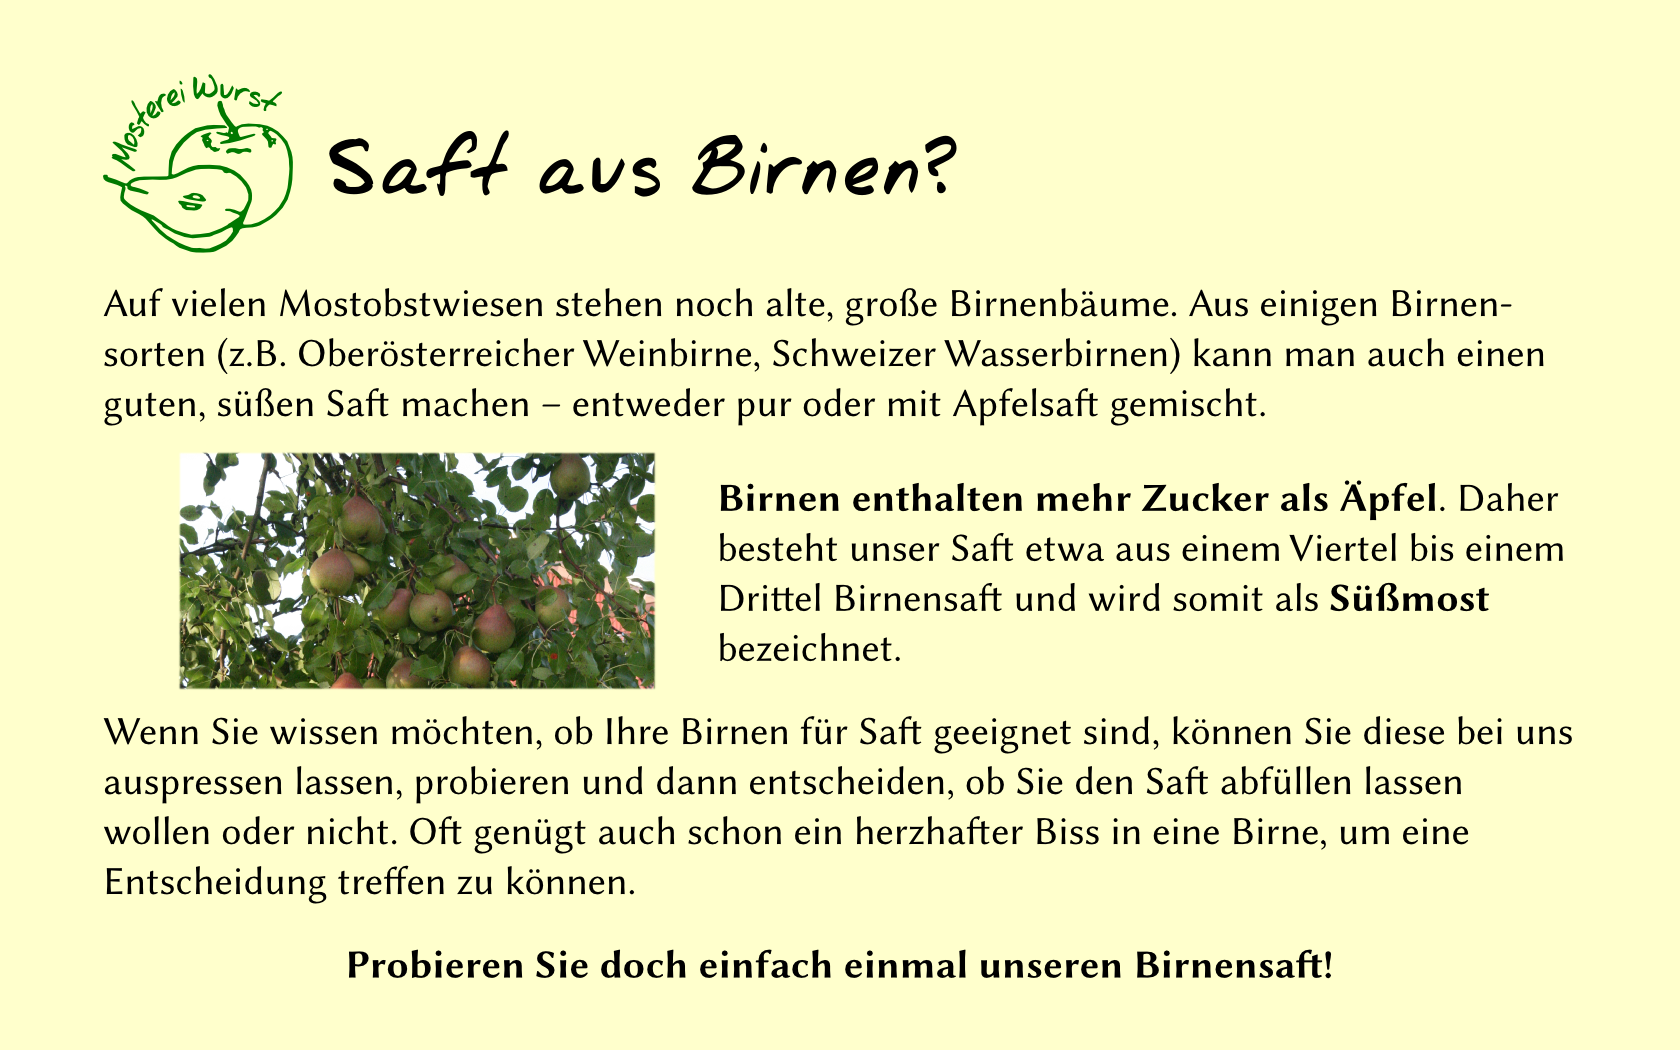 Mosterei Wurst
Saft aus Birnen?
Auf vielen Mostobstwiesen stehen noch alte, große Birnenbäume. Aus einigen Birnen-
sorten (z.B. Oberösterreicher Weinbirne, Schweizer Wasserbirnen) kann man auch einen
guten, süßen Saft machen – entweder pur oder mit Apfelsaft gemischt.
Birnen enthalten mehr Zucker als Äpfel. Daher
besteht unser Saft etwa aus einem Viertel bis einem
Drittel Birnensaft und wird somit als Süßmost
bezeichnet.
Wenn Sie wissen möchten, ob Ihre Birnen für Saft geeignet sind, können Sie diese bei uns
auspressen lassen, probieren und dann entscheiden, ob Sie den Saft abfüllen lassen
wollen oder nicht. Oft genügt auch schon ein herzhafter Biss in eine Birne, um eine
Entscheidung treffen zu können.
Probieren Sie doch einfach einmal unseren Birnensaft!